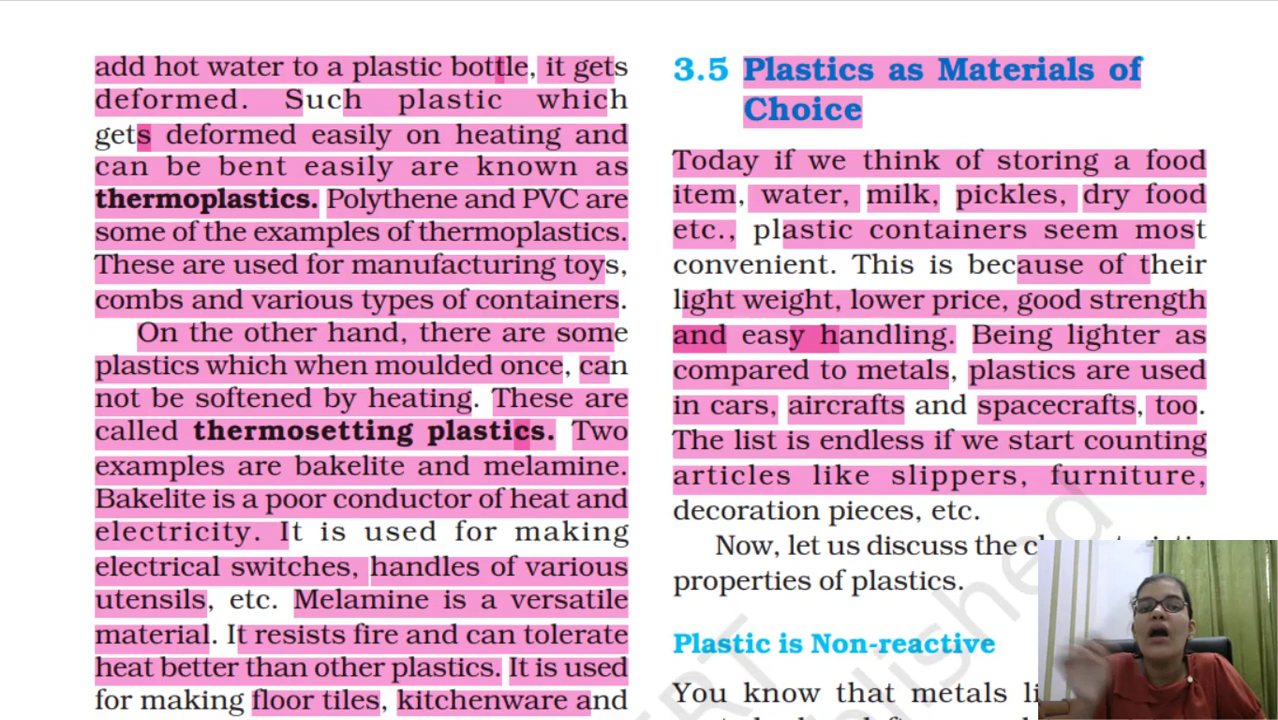 add hot water to a plastic bottle, it gets
deformed. Such plastic which
gets deformed easily on heating and
can be bent easily are known as
thermoplastics. Polythene and PVC are
some of the examples of thermoplastics.
These are used for manufacturing toys,
combs and various types of containers.
On the other hand, there are some
plastics which when moulded once, can
not be softened by heating. These are
called thermosetting plastics. Two
examples are bakelite and melamine.
Bakelite is a poor conductor of heat and
electricity. It is used for making
electrical switches, handles of various
utensils, etc. Melamine is a versatile
material. It resists fire and can tolerate
heat better than other plastics. It is used
for making floor tiles, kitchenware and
3.5 Plastics as Materials of
Choice
Today if we think of storing a food
item, water, milk, pickles, dry food
etc., plastic containers seem most
convenient. This is because of their
light weight, lower price, good strength
and easy handling. Being lighter as
compared to metals, plastics are used
in cars, aircrafts and spacecrafts, too.
The list is endless if we start counting
articles like slippers, furniture,
decoration pieces, etc.
Now, let us discuss the
properties of plastics.
Plastic is Non-reactive
You know that metals